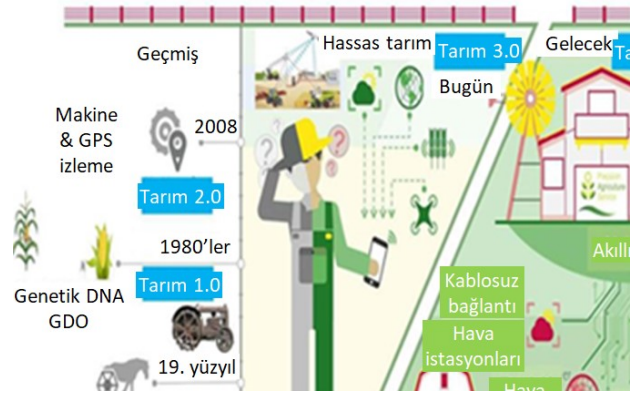 Geçmiş
Hassas tarım
Tarım 3.0
Gelecek
Bugün
Makine
& GPS
izleme
2008
Tarım 2.0
1980’ler
Genetik DNA
GDO
Tarım 1.0
19. yüzyıl
Kablosuz
bağlantı
Hava
istasyonları
Hava